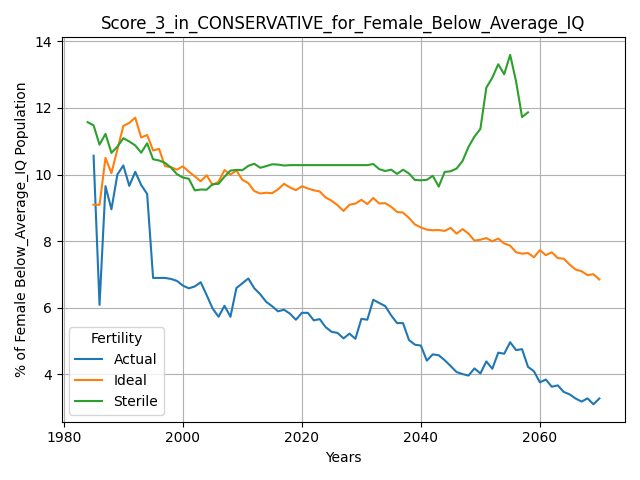 Score_3_in_CONSERVATIVE_for_Female_Below_Average_IQ
% of Female Below_Average_IQ Population
14
12
10
8
6
4
Fertility
Actual
Ideal
Sterile
1980
2000
2020
2040
2060
Years